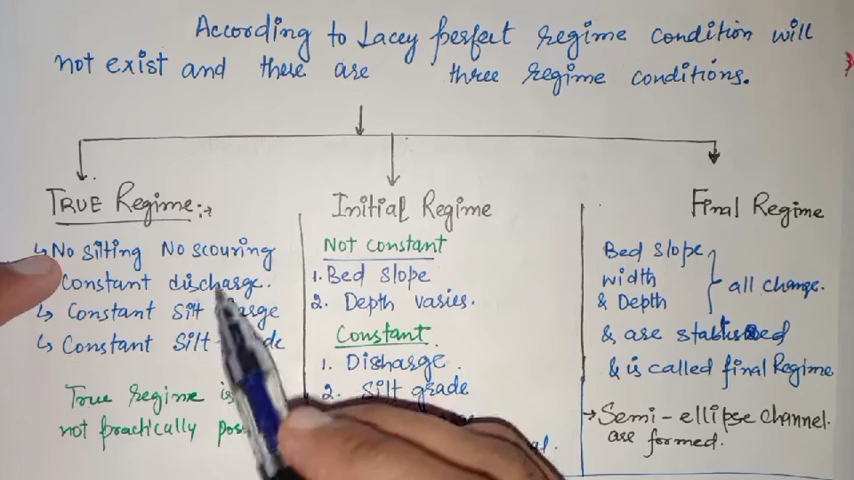 According to Lacey perfect regime condition will
not exist and there are three regime conditions.
TRUE Regime:→
↳ No silting No scouring
Constant discharge.
↳ Constant Silt
↳ Constant Silt
True regime is
not practically
Initial Regime
Not constant
1. Bed slope
2. Depth varies.
Constant
1. Disharge
2. Silt grade
Final Regime
Bed slope
width
& Depth
all change.
& are
& is called final Regime
→ Semi-ellipse channel.
are formed.